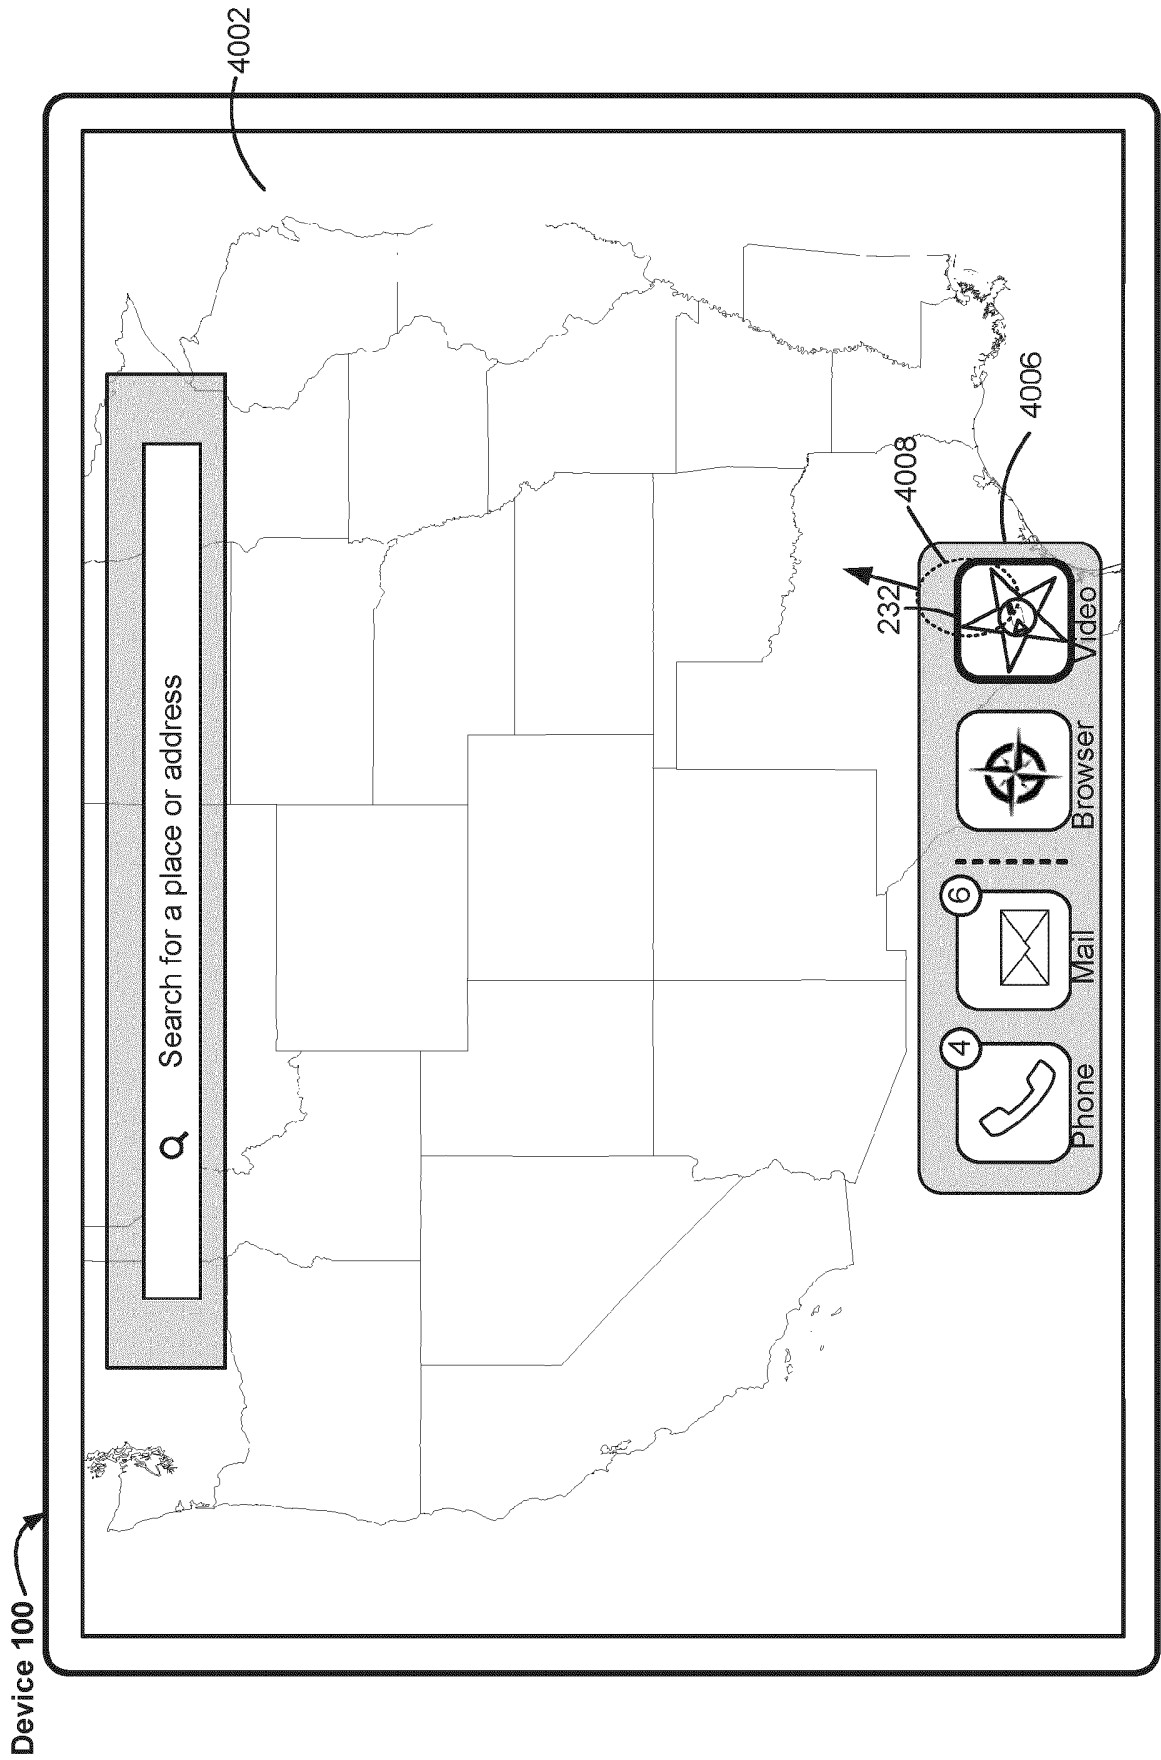 Device 100
4002
Search for a place or address
4006
4008
232
4
6
Phone
Mail
Browser
Video